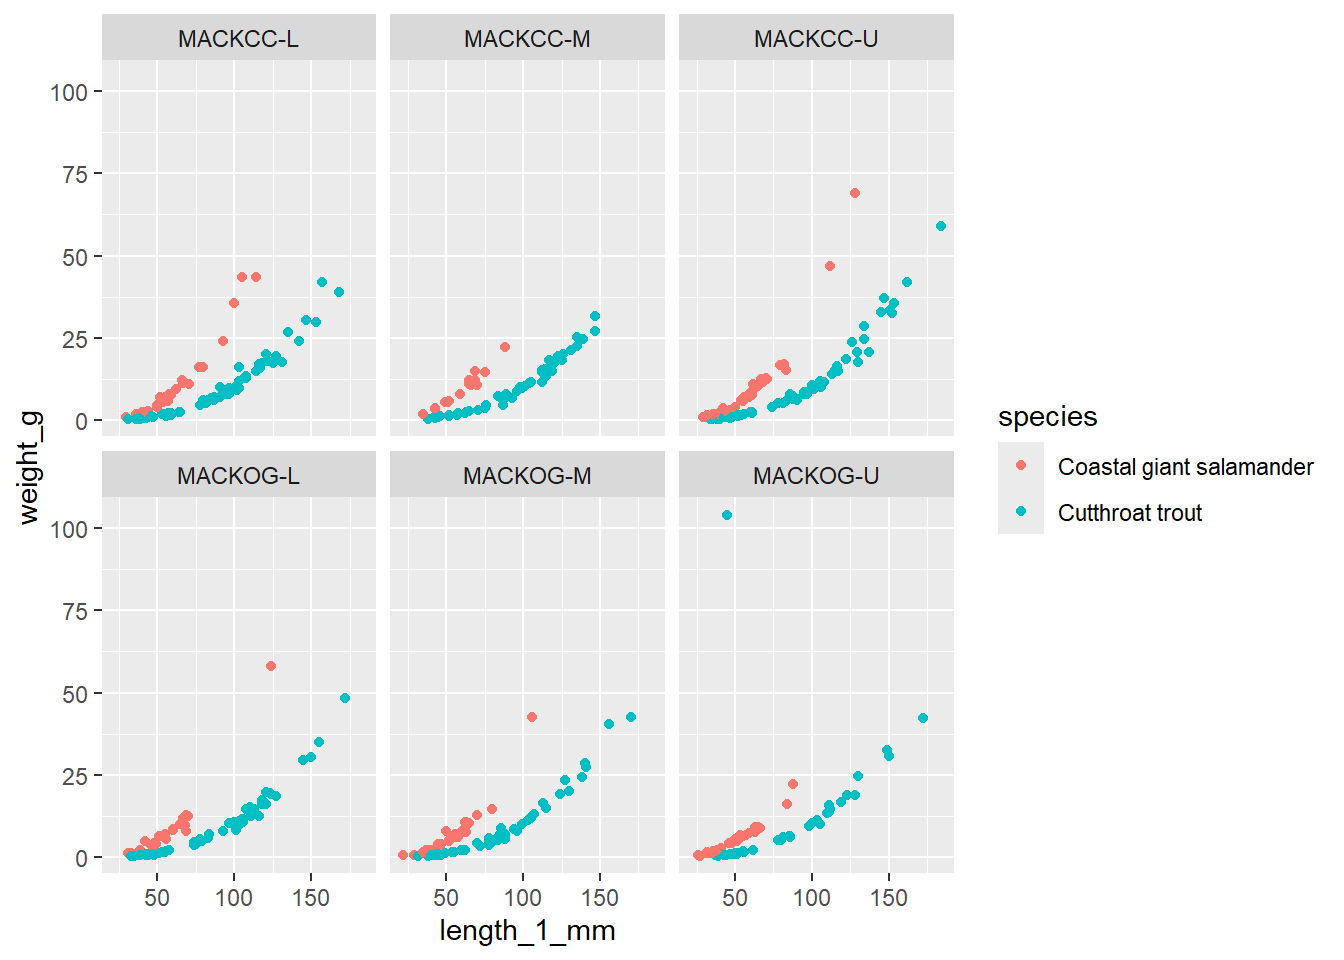 MACKCC-L MACKCC-M MACKCC-U
100
75
50
25
0
weight_g
MACKOG-L MACKOG-M MACKOG-U
100
75
50
25
0
50 100 150 50 100 150 50 100 150
length_1_mm
species
Coastal giant salamander
Cutthroat trout